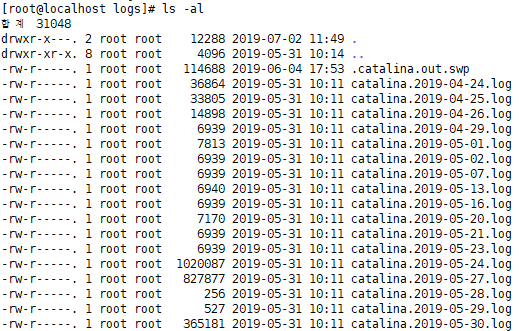 [root@localhost logs]# ls -al
합계 31048
drwxr-x---. 2 root root 12288 2019-07-02 11:49 .
drwxr-xr-x. 8 root root 4096 2019-05-31 10:14 ..
-rw-r-----. 1 root root 114688 2019-06-04 17:53 .catalina.out.swp
-rw-r-----. 1 root root 36864 2019-05-31 10:11 catalina.2019-04-24.log
-rw-r-----. 1 root root 33805 2019-05-31 10:11 catalina.2019-04-25.log
-rw-r-----. 1 root root 14898 2019-05-31 10:11 catalina.2019-04-26.log
-rw-r-----. 1 root root 6939 2019-05-31 10:11 catalina.2019-04-29.log
-rw-r-----. 1 root root 7813 2019-05-31 10:11 catalina.2019-05-01.log
-rw-r-----. 1 root root 6939 2019-05-31 10:11 catalina.2019-05-02.log
-rw-r-----. 1 root root 6939 2019-05-31 10:11 catalina.2019-05-07.log
-rw-r-----. 1 root root 6940 2019-05-31 10:11 catalina.2019-05-13.log
-rw-r-----. 1 root root 6939 2019-05-31 10:11 catalina.2019-05-16.log
-rw-r-----. 1 root root 7170 2019-05-31 10:11 catalina.2019-05-20.log
-rw-r-----. 1 root root 6939 2019-05-31 10:11 catalina.2019-05-21.log
-rw-r-----. 1 root root 6939 2019-05-31 10:11 catalina.2019-05-23.log
-rw-r-----. 1 root root 1020087 2019-05-31 10:11 catalina.2019-05-24.log
-rw-r-----. 1 root root 827877 2019-05-31 10:11 catalina.2019-05-27.log
-rw-r-----. 1 root root 256 2019-05-31 10:11 catalina.2019-05-28.log
-rw-r-----. 1 root root 527 2019-05-31 10:11 catalina.2019-05-29.log
-rw-r-----. 1 root root 365181 2019-05-31 10:11 catalina.2019-05-30.log